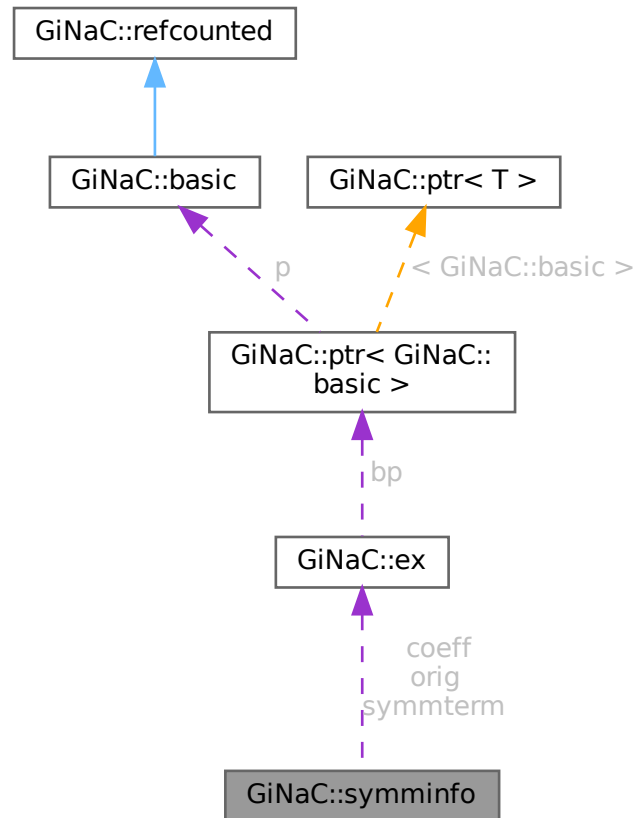 GiNaC::refcounted
GiNaC::basic
GiNaC::ptr< T >
p
< GiNaC::basic >
GiNaC::ptr< GiNaC::
basic >
bp
GiNaC::ex
coeff
orig
symmterm
GiNaC::symminfo